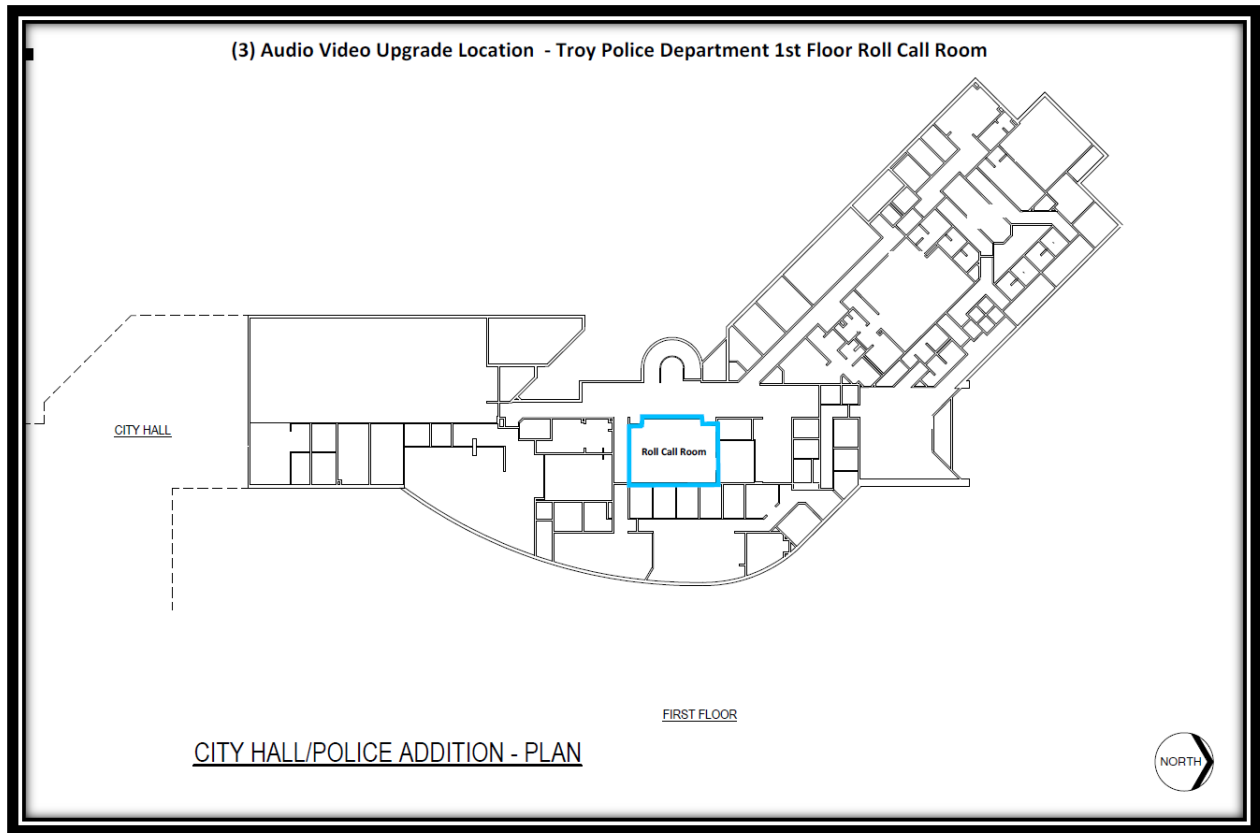 (3) Audio Video Upgrade Location - Troy Police Department 1st Floor Roll Call Room
CITY HALL
Roll Call Room
FIRST FLOOR
CITY HALL/POLICE ADDITION - PLAN
NORTH